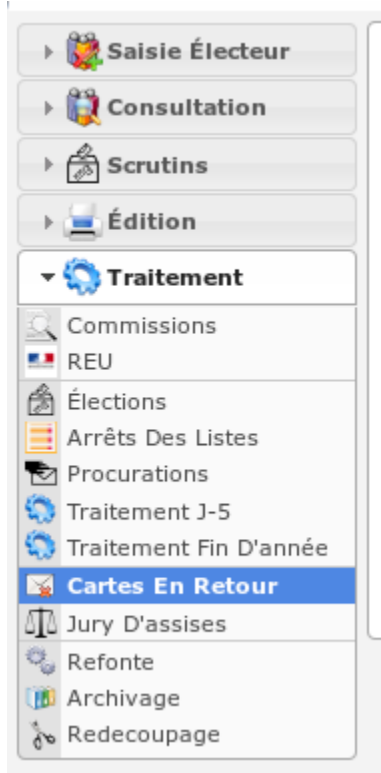 Saisie Électeur
Consultation
Scrutins
Édition
Traitement
Commissions
REU
Élections
Arrêts Des Listes
Procurations
Traitement J-5
Traitement Fin D'année
Cartes En Retour
Jury D'assises
Refonte
Archivage
Redecoupage